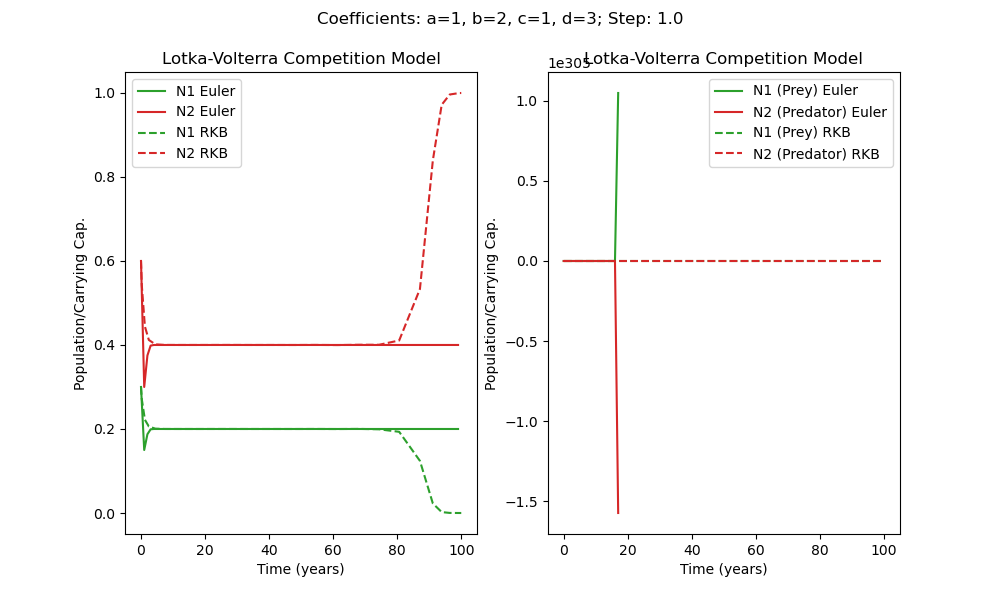 Coefficients: a=1, b=2, c=1, d=3; Step: 1.0
Lotka-Volterra Competition Model
N1 Euler
N2 Euler
N1 RKB
N2 RKB
1.0
0.8
0.6
0.4
0.2
0.0
Population/Carrying Cap.
0
20
40
60
80
100
Time (years)
Lotka-Volterra Competition Model
1e305
N1 (Prey) Euler
N2 (Predator) Euler
N1 (Prey) RKB
N2 (Predator) RKB
1.0
0.5
0.0
−0.5
−1.0
−1.5
Population/Carrying Cap.
0
20
40
60
80
100
Time (years)